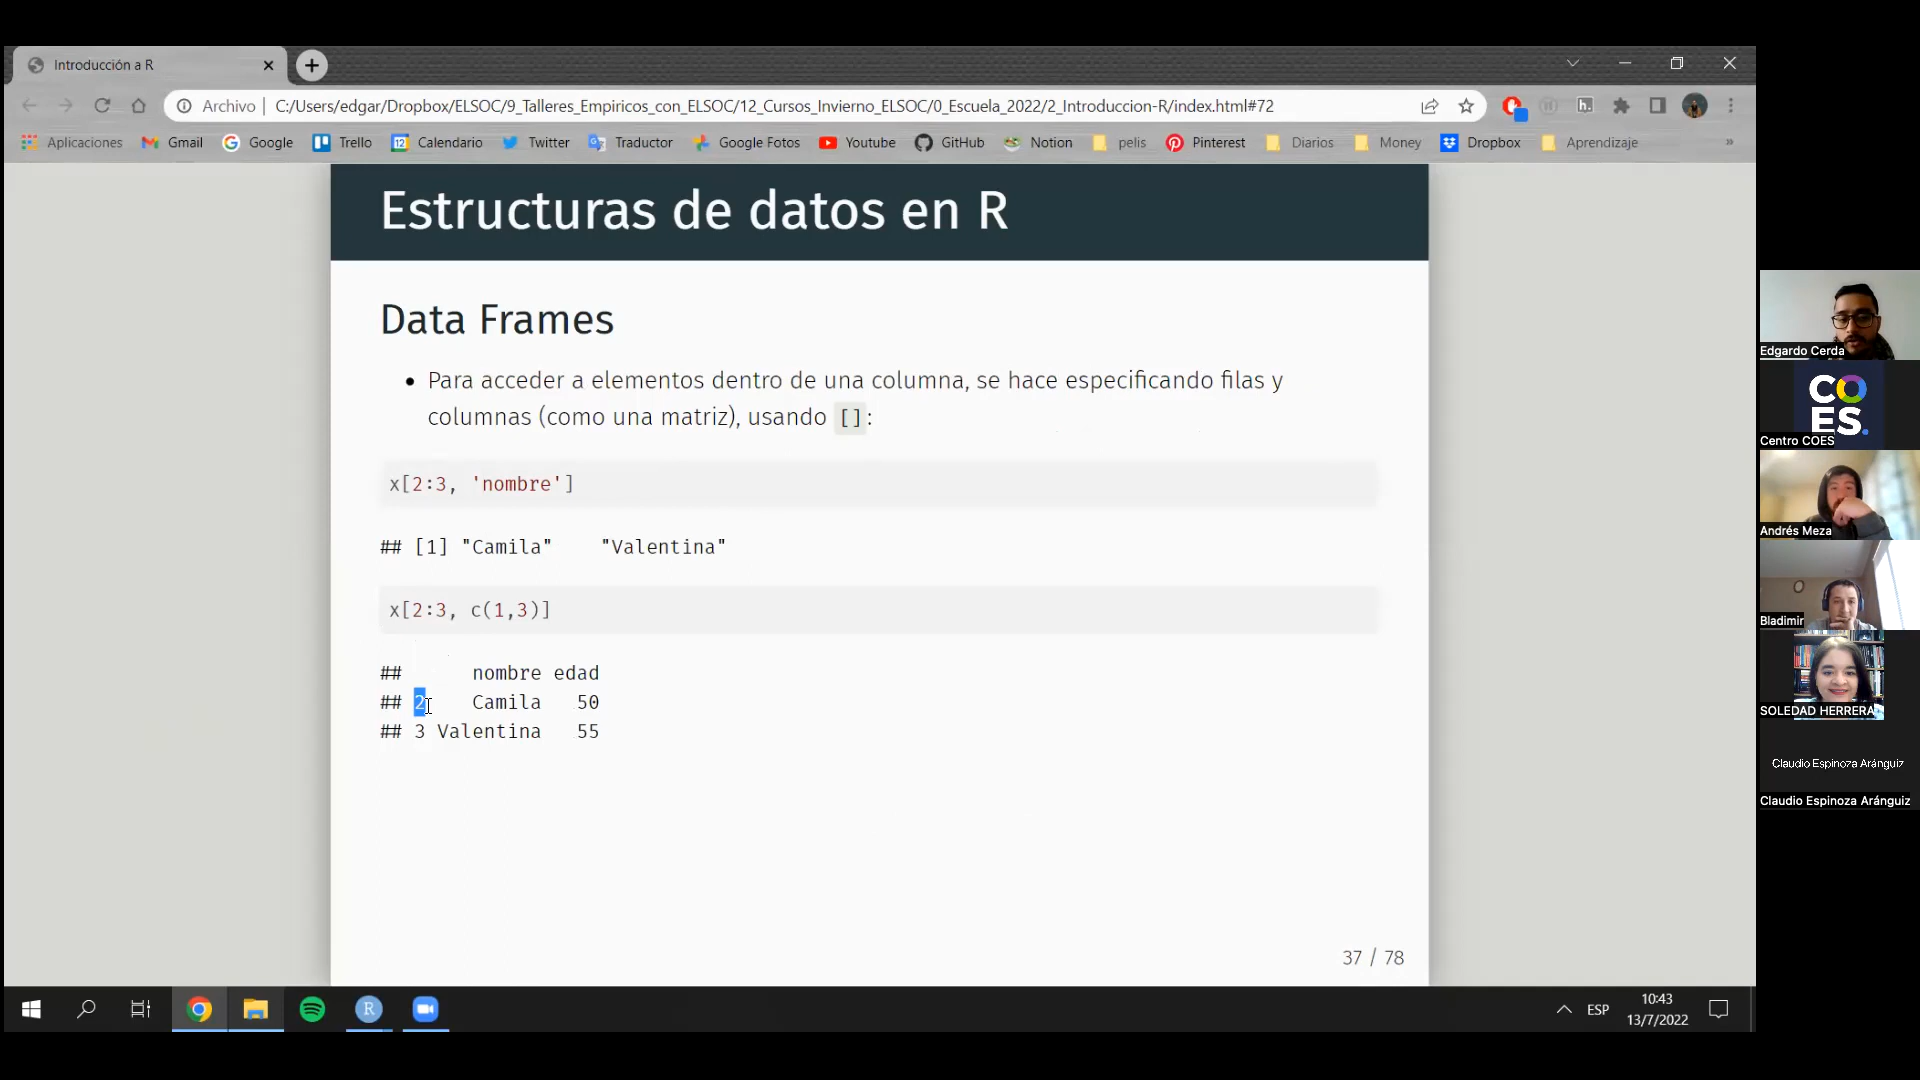 Introducción a R
Archivo | C:/Users/edgar/Dropbox/ELSOC/9_Talleres_Empiricos_con_ELSOC/12_Cursos_Invierno_ELSOC/0_Escuela_2022/2_Introduccion-R/index.html#72
Aplicaciones Gmail Google Trello Calendario Twitter Traductor Google Fotos Youtube GitHub Notion pelis Pinterest Diarios Money Dropbox Aprendizaje »
Estructuras de datos en R
Data Frames
• Para acceder a elementos dentro de una columna, se hace especificando filas y
columnas (como una matriz), usando []:
x[2:3, 'nombre']
## [1] "Camila" "Valentina"
x[2:3, c(1,3)]
## nombre edad
## 2 Camila 50
## 3 Valentina 55
37 / 78
Edgardo Cerda
COES.
Centro COES
Andrés Meza
Bladimir
SOLEDAD HERRERA
Claudio Espinoza Aránguiz
Claudio Espinoza Aránguiz
ESP
10:43
13/7/2022